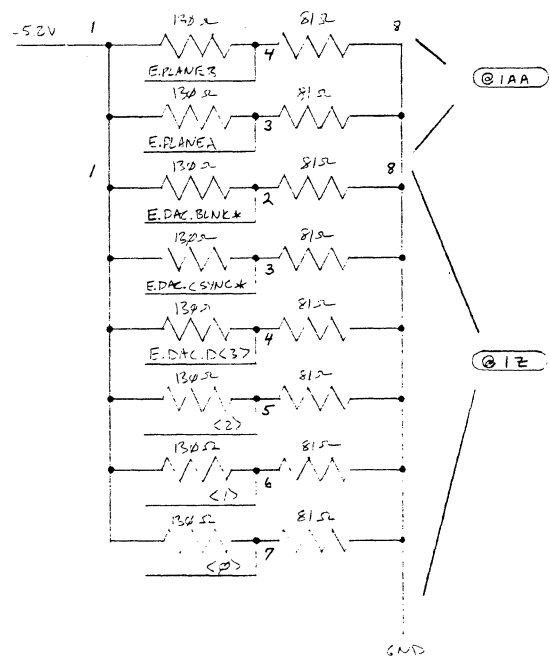 -5.2V 1 130Ω 81Ω 8
E.PLANE B 4
@1AA
130Ω 81Ω
E.PLANE A 3
1 130Ω 81Ω 8
E.DAC.BLNK* 2
130Ω 81Ω
E.DAC.CSYNC* 3
130Ω 81Ω
E.DAC.D<3> 4
@1Z
130Ω 81Ω
<2> 5
130Ω 81Ω
<1> 6
130Ω 81Ω
<0> 7
GND